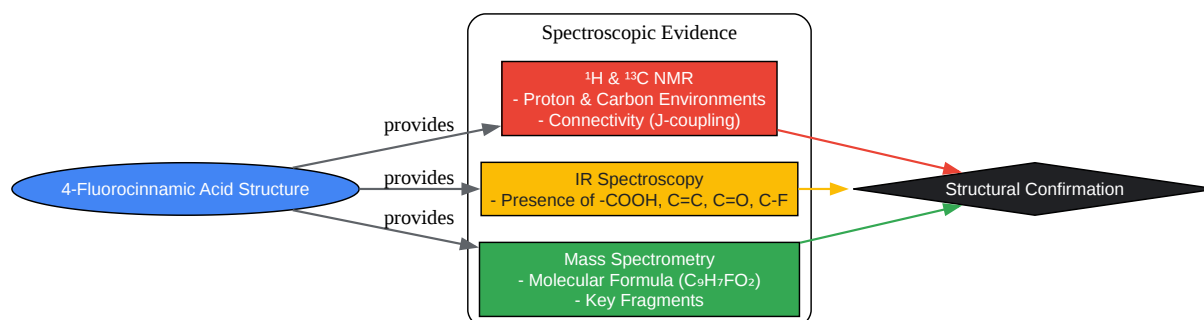 Spectroscopic Evidence
¹H & ¹³C NMR
- Proton & Carbon Environments
- Connectivity (J-coupling)
provides
4-Fluorocinnamic Acid Structure
provides
IR Spectroscopy
- Presence of -COOH, C=C, C=O, C-F
Structural Confirmation
provides
Mass Spectrometry
- Molecular Formula (C₉H₇FO₂)
- Key Fragments